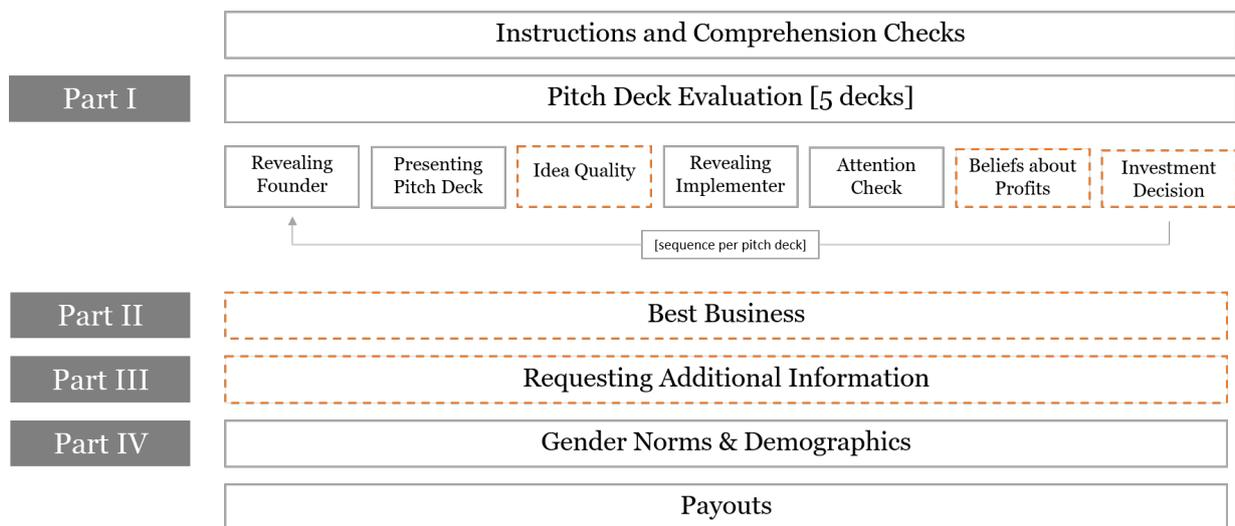 Instructions and Comprehension Checks
Part I
Pitch Deck Evaluation [5 decks]
Revealing
Founder
Presenting
Pitch Deck
Idea Quality
Revealing
Implementer
Attention
Check
Beliefs about
Profits
Investment
Decision
[sequence per pitch deck]
Part II
Best Business
Part III
Requesting Additional Information
Part IV
Gender Norms & Demographics
Payouts